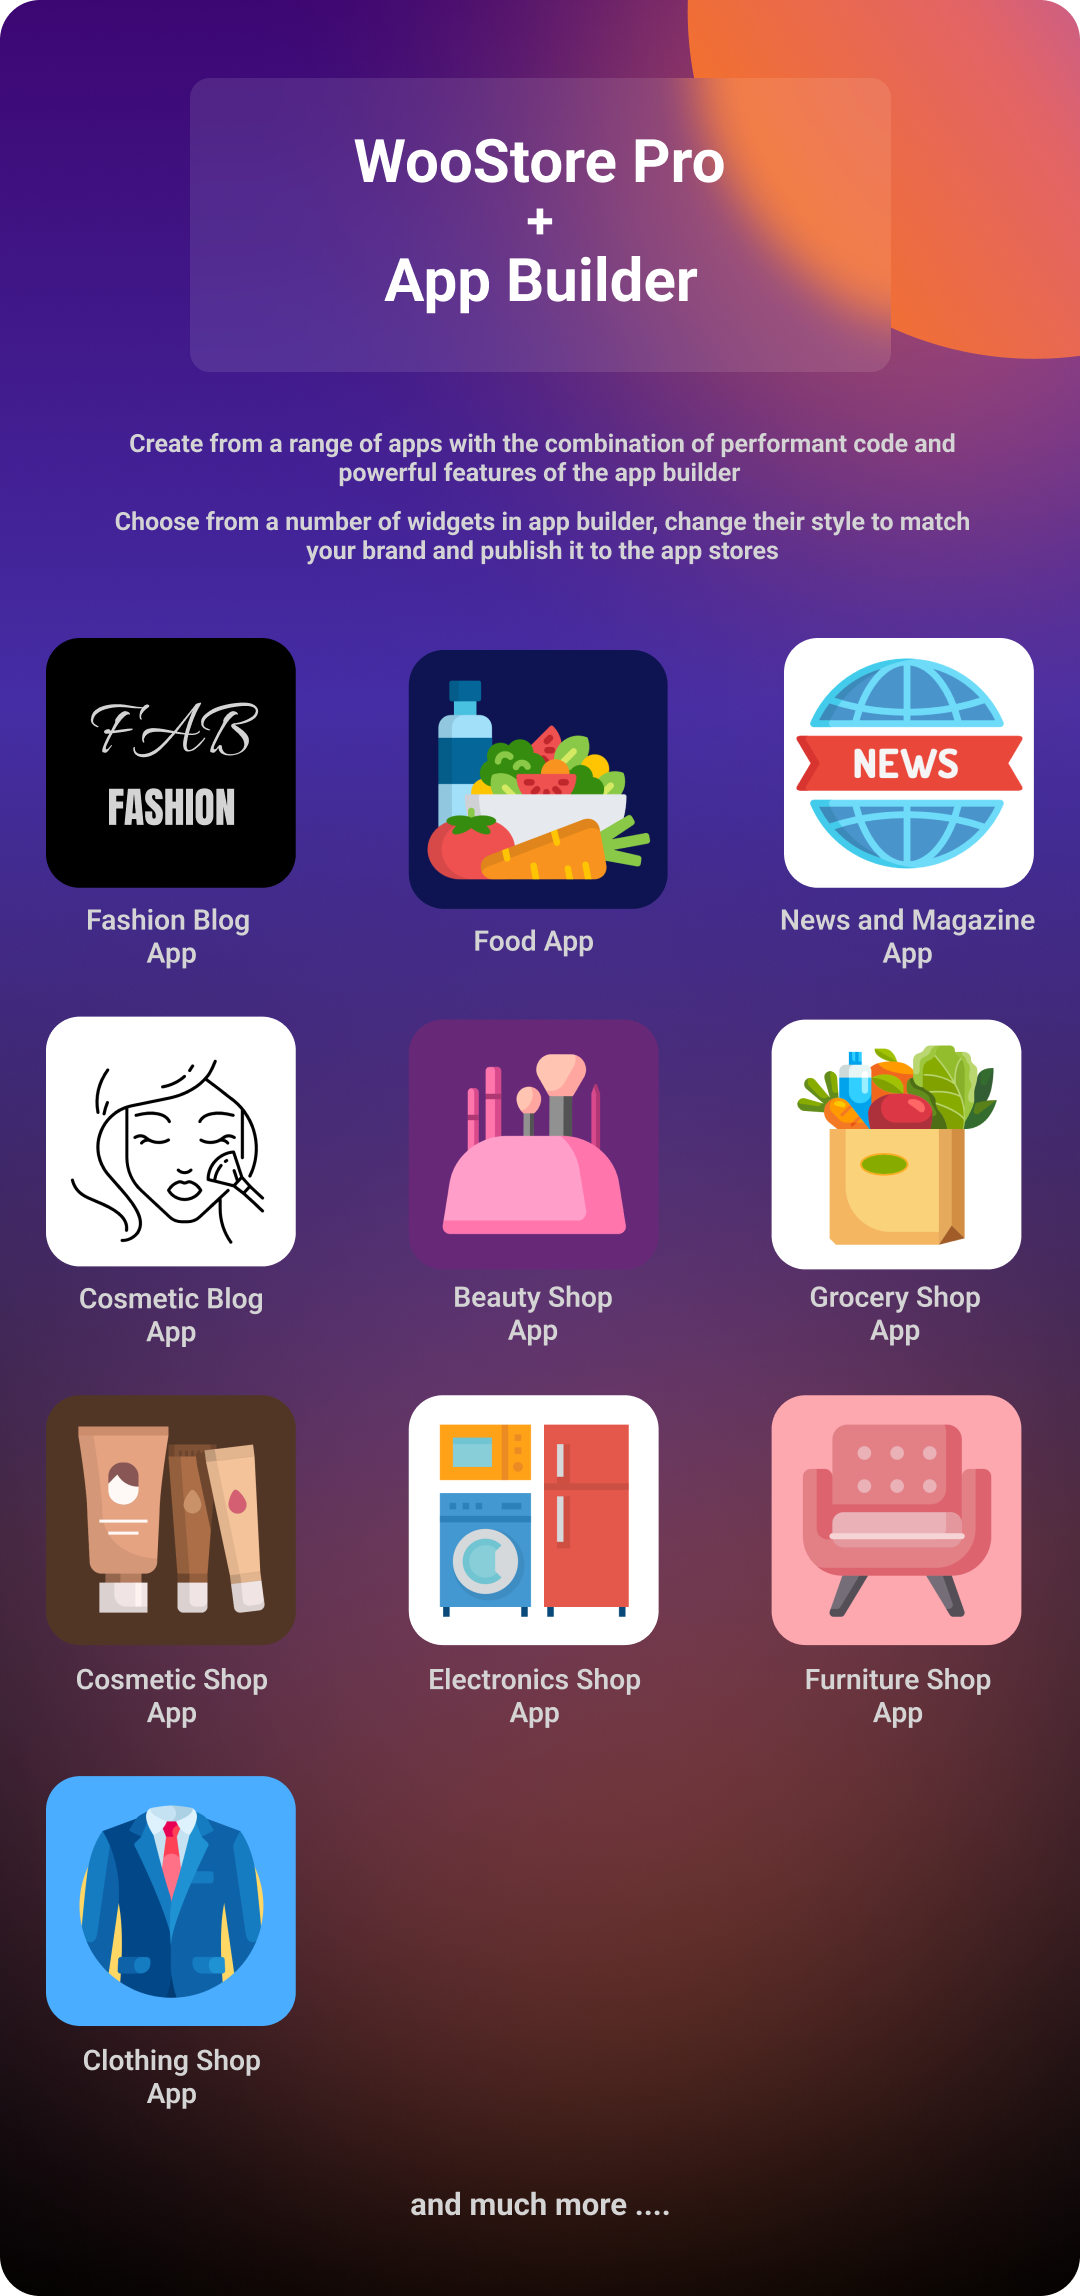 WooStore Pro
+
App Builder
Create from a range of apps with the combination of performant code and
powerful features of the app builder
Choose from a number of widgets in app builder, change their style to match
your brand and publish it to the app stores
FAB
FASHION
Fashion Blog
App
Food App
NEWS
News and Magazine
App
Cosmetic Blog
App
Beauty Shop
App
Grocery Shop
App
Cosmetic Shop
App
Electronics Shop
App
Furniture Shop
App
Clothing Shop
App
and much more ....